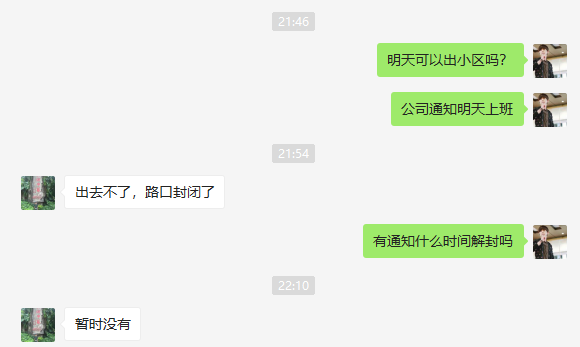 21:46
明天可以出小区吗？
公司通知明天上班
21:54
出去不了，路口封闭了
有通知什么时间解封吗
22:10
暂时没有